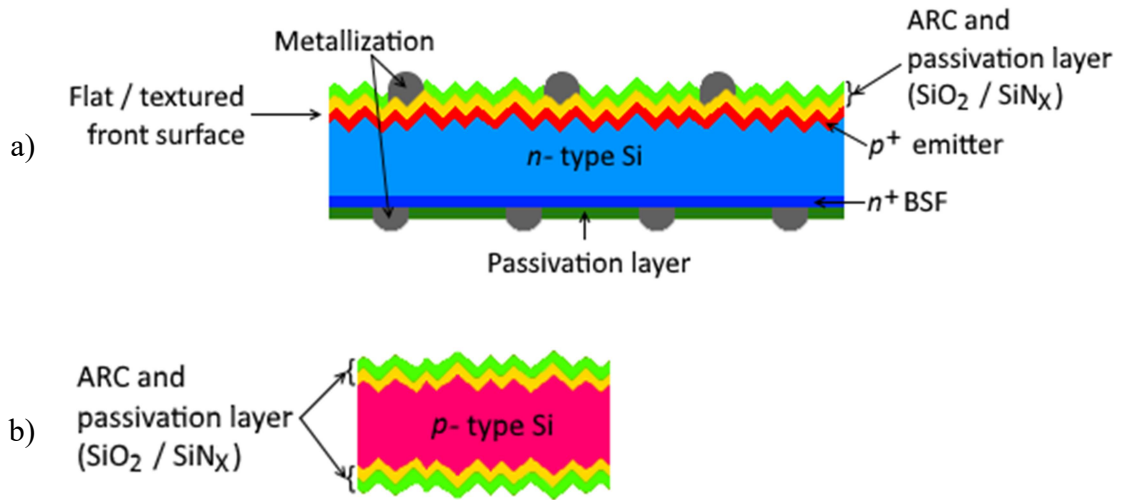 a)
Metallization
ARC and
passivation layer
(SiO₂ / SiNₓ)
Flat / textured
front surface
p⁺ emitter
n- type Si
n⁺ BSF
Passivation layer
b)
ARC and
passivation layer
(SiO₂ / SiNₓ)
p- type Si